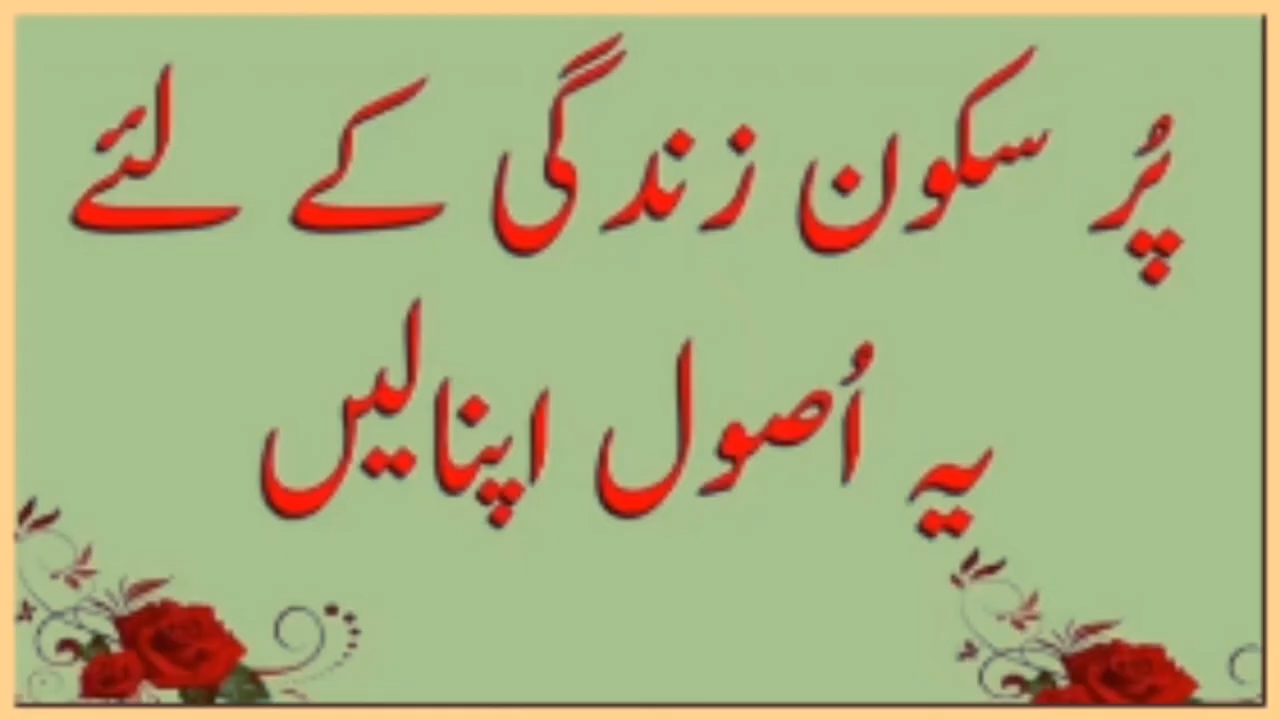 پُر سکون زندگی کے لئے
یہ اُصول اپنالیں